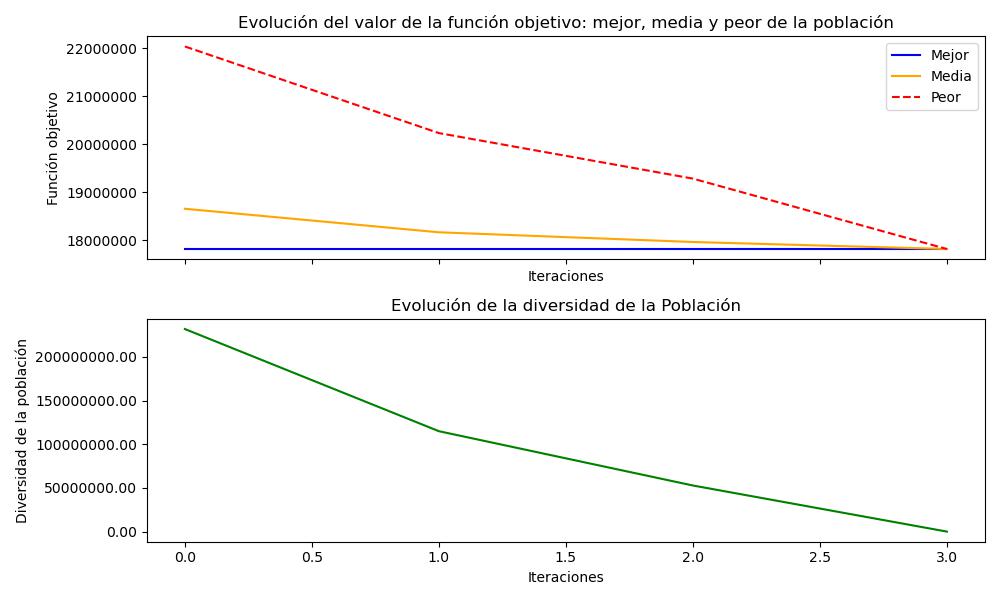 Evolución del valor de la función objetivo: mejor, media y peor de la población
Función objetivo
22000000
21000000
20000000
19000000
18000000
Mejor
Media
Peor
Iteraciones
Evolución de la diversidad de la Población
Diversidad de la población
200000000.00
150000000.00
100000000.00
50000000.00
0.00
0.0 0.5 1.0 1.5 2.0 2.5 3.0
Iteraciones